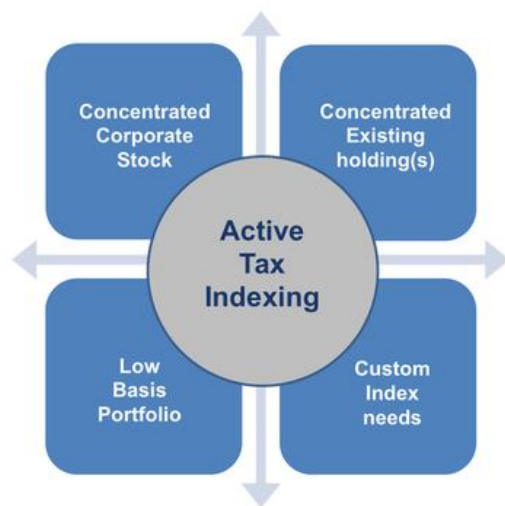 Concentrated
Corporate
Stock
Concentrated
Existing
holding(s)
Active
Tax
Indexing
Low
Basis
Portfolio
Custom
Index
needs